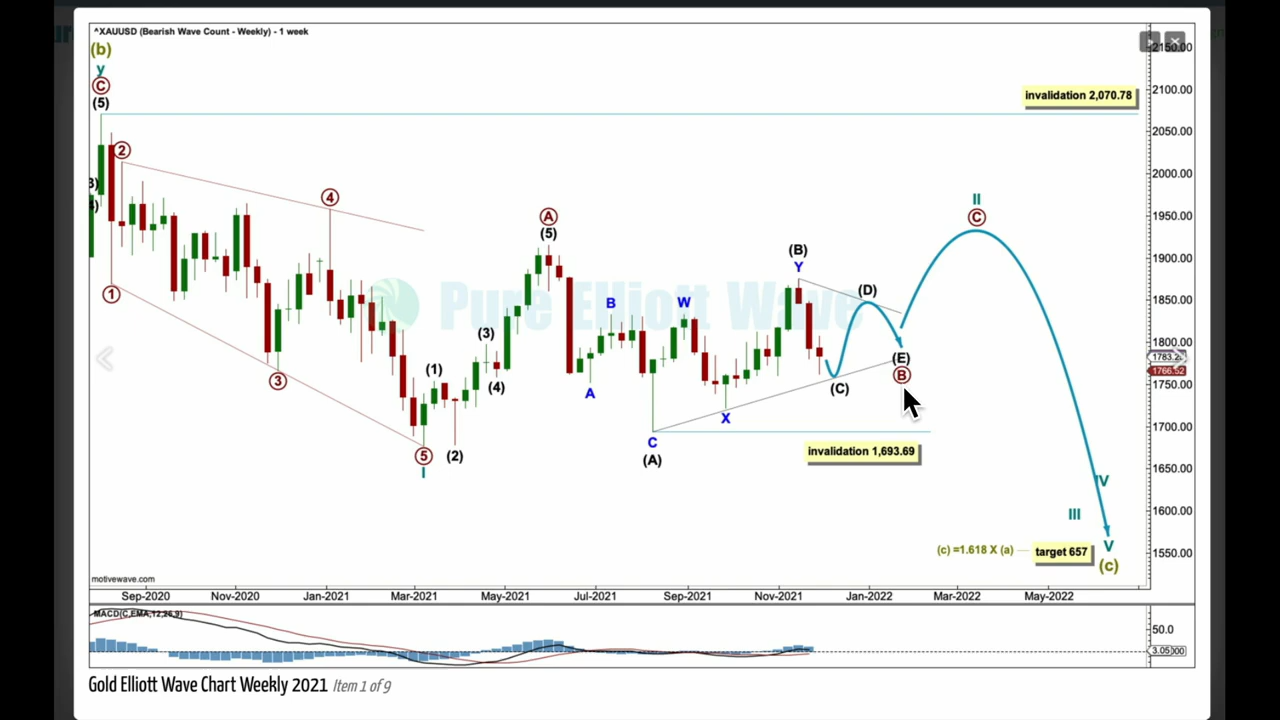 ^XAUUSD (Bearish Wave Count - Weekly) - 1 week
(b)
y
C
(5)
2
1
3
4
5
I
(1)
(2)
(3)
(4)
A
(5)
A
B
C
(A)
W
X
(B)
Y
(C)
(D)
(E)
B
II
C
III
IV
V
(c)
invalidation 2,070.78
invalidation 1,693.69
(c) =1.618 X (a)
target 657
Pure Elliott Wave
2150.00
2100.00
2050.00
2000.00
1950.00
1900.00
1850.00
1800.00
1766.52
1750.00
1700.00
1650.00
1600.00
1550.00
motivewave.com
Sep-2020 Nov-2020 Jan-2021 Mar-2021 May-2021 Jul-2021 Sep-2021 Nov-2021 Jan-2022 Mar-2022 May-2022
MACD(C,EMA,12,26,9)
50.0
Gold Elliott Wave Chart Weekly 2021 Item 1 of 9